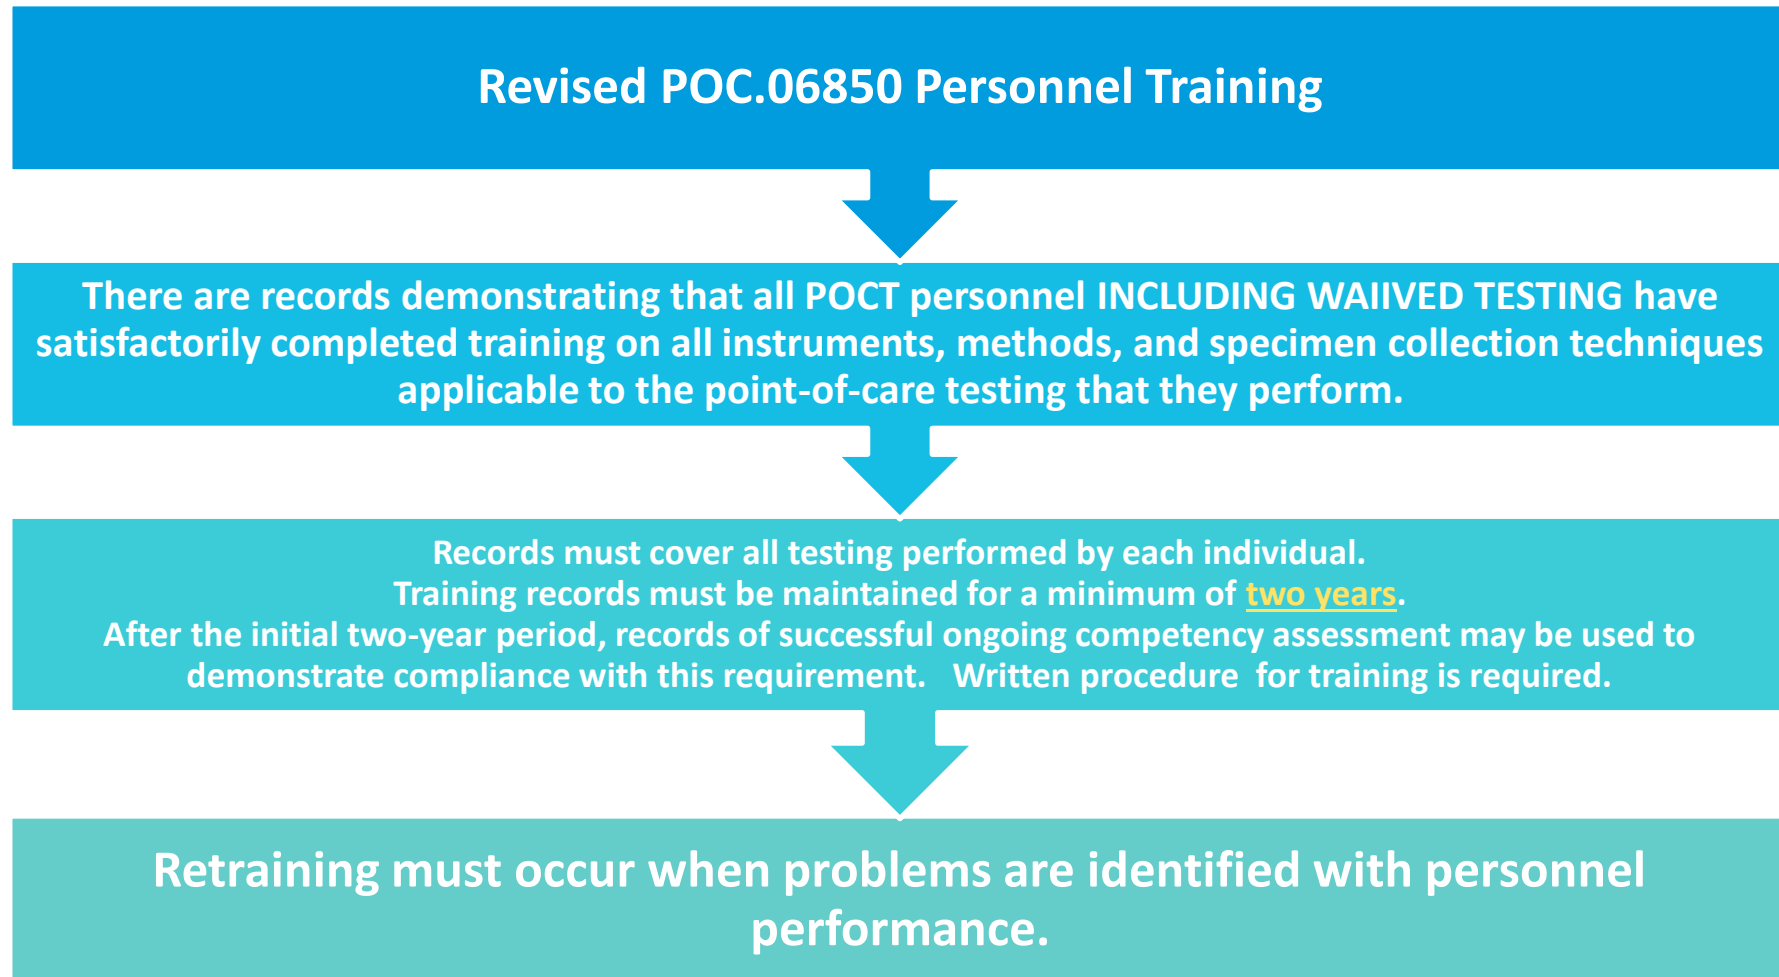 Revised POC.06850 Personnel Training
There are records demonstrating that all POCT personnel INCLUDING WAIIVED TESTING have
satisfactorily completed training on all instruments, methods, and specimen collection techniques
applicable to the point-of-care testing that they perform.
Records must cover all testing performed by each individual.
Training records must be maintained for a minimum of two years.
After the initial two-year period, records of successful ongoing competency assessment may be used to
demonstrate compliance with this requirement.   Written procedure  for training is required.
Retraining must occur when problems are identified with personnel
performance.